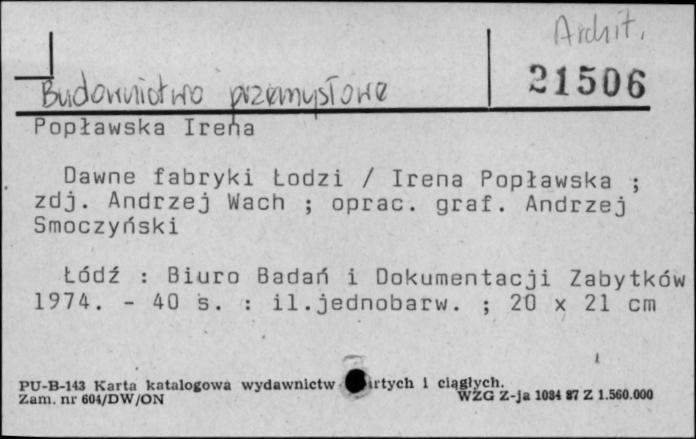 Archit.
21506
Budownictwo przemysłowe
Popławska Irena
Dawne fabryki Łodzi / Irena Popławska ;
zdj. Andrzej Wach ; oprac. graf. Andrzej
Smoczyński
Łódź : Biuro Badań i Dokumentacji Zabytków
1974. - 40 s. : il.jednobarw. ; 20 x 21 cm
PU-B-143 Karta katalogowa wydawnictw rtych i ciągłych.
Zam. nr 604/DW/ON WZG Z-ja 1034 87 Z 1.560.000